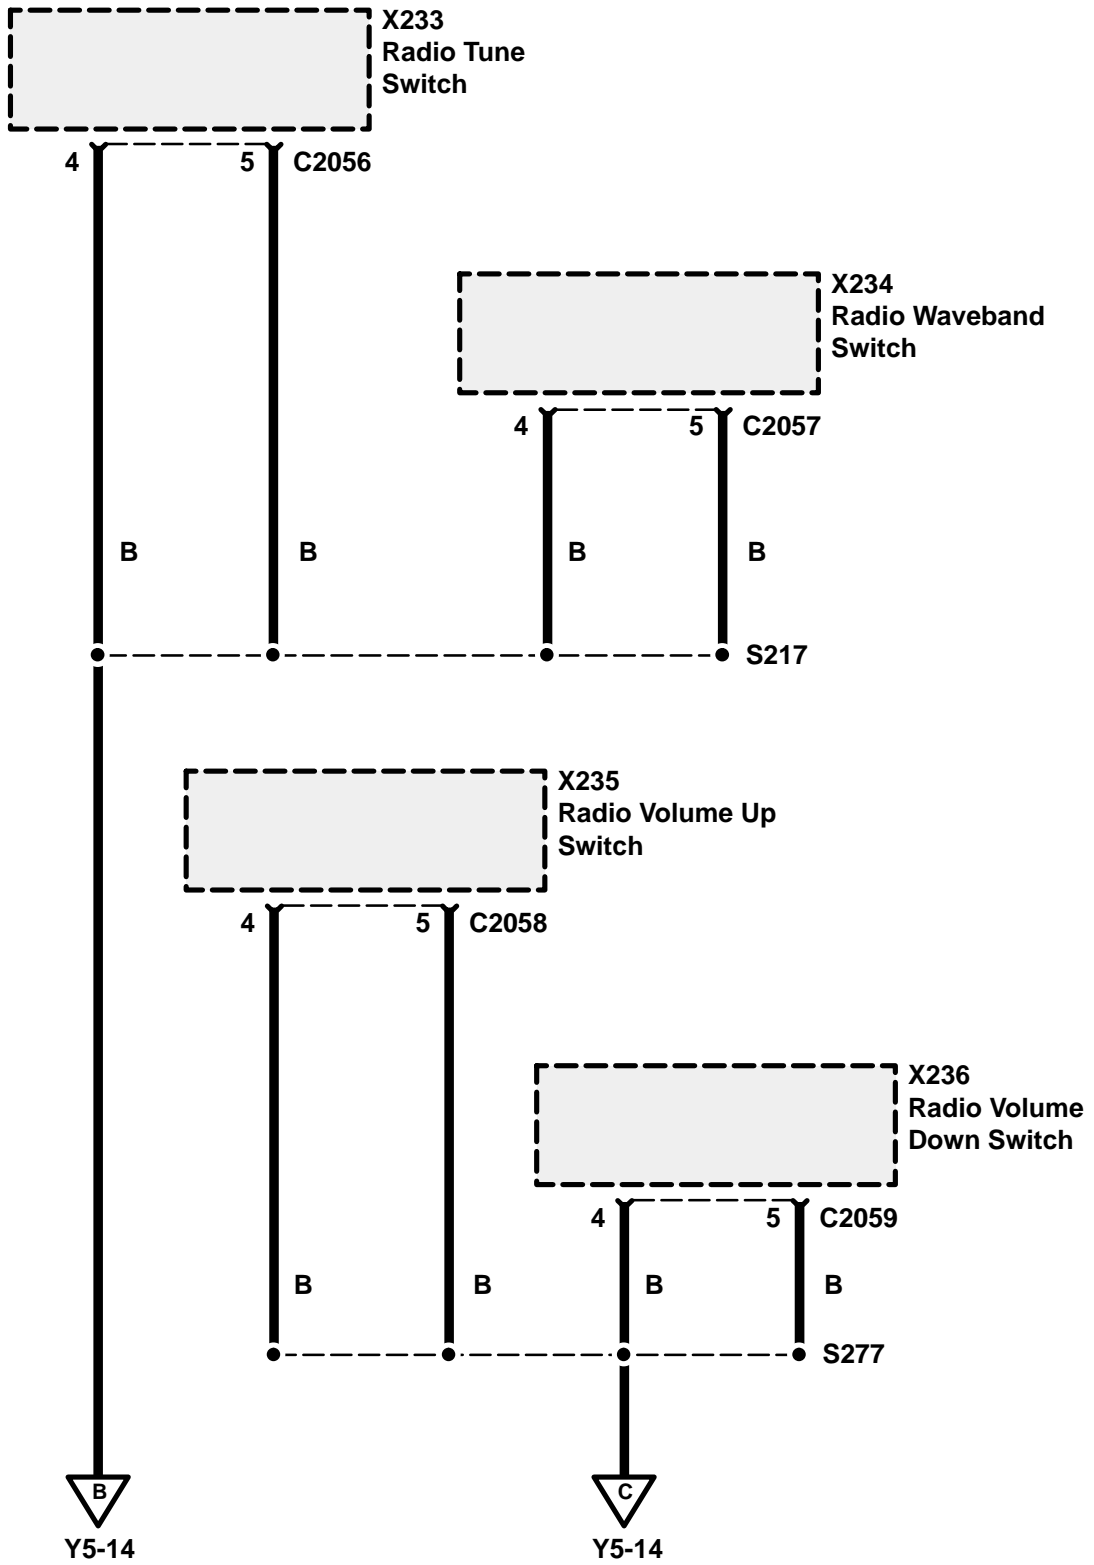 X233
Radio Tune
Switch
4
5
C2056
X234
Radio Waveband
Switch
4
5
C2057
B
B
B
B
S217
X235
Radio Volume Up
Switch
4
5
C2058
X236
Radio Volume
Down Switch
4
5
C2059
B
B
B
B
S277
B
C
Y5-14
Y5-14